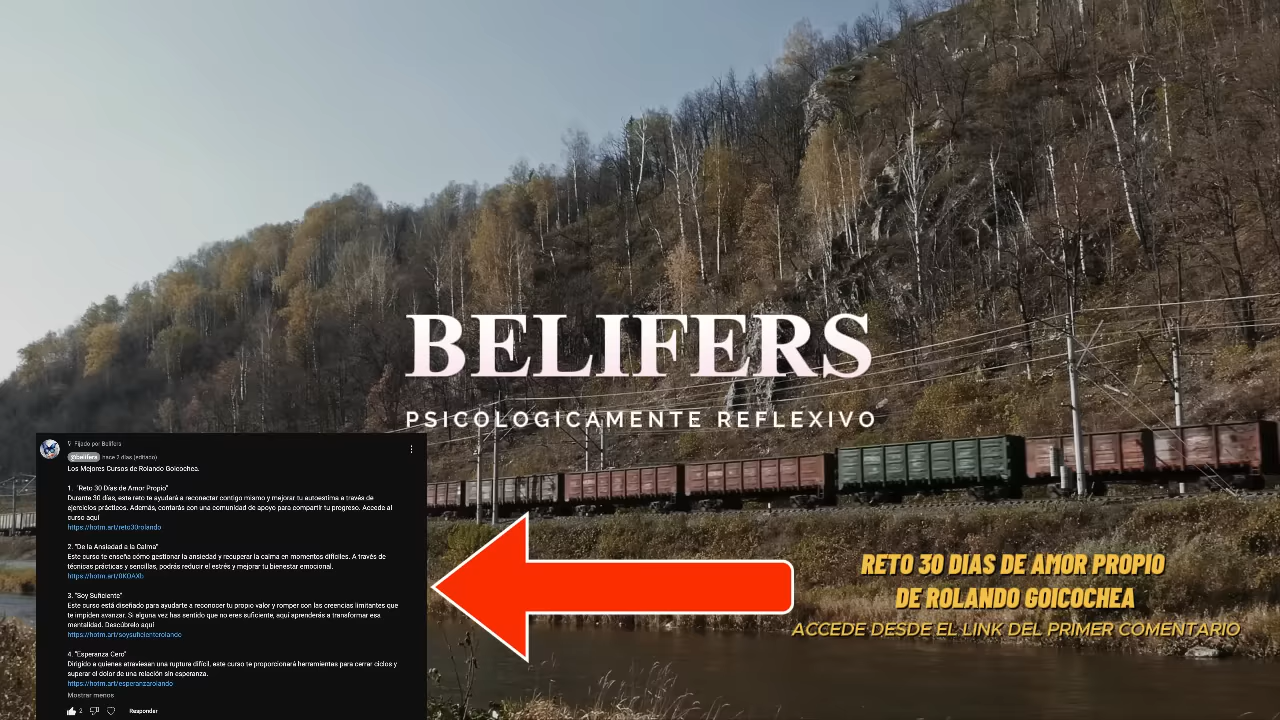 BELIFERS
PSICOLOGICAMENTE REFLEXIVO
Fijado por Belifers
@belifers hace 2 días (editado)
Los Mejores Cursos de Rolando Goicochea.
1. "Reto 30 Días de Amor Propio"
Durante 30 días, este reto te ayudará a reconectar contigo mismo y mejorar tu autoestima a través de
ejercicios prácticos. Además, contarás con una comunidad de apoyo para compartir tu progreso. Accede al
curso aquí
https://hotm.art/reto30rolando
2. "De la Ansiedad a la Calma"
Este curso te enseña cómo gestionar la ansiedad y recuperar la calma en momentos difíciles. A través de
técnicas prácticas y sencillas, podrás reducir el estrés y mejorar tu bienestar emocional.
https://hotm.art/0KOAXb
3. "Soy Suficiente"
Este curso está diseñado para ayudarte a reconocer tu propio valor y romper con las creencias limitantes que
te impiden avanzar. Si alguna vez has sentido que no eres suficiente, aquí aprenderás a transformar esa
mentalidad. Descúbrelo aquí
https://hotm.art/soysuficienterolando
4. "Esperanza Cero"
Dirigido a quienes atraviesan una ruptura difícil, este curso te proporcionará herramientas para cerrar ciclos y
superar el dolor de una relación sin esperanza.
https://hotm.art/esperanzarolando
Mostrar menos
2 Responder
RETO 30 DIAS DE AMOR PROPIO
DE ROLANDO GOICOCHEA
ACCEDE DESDE EL LINK DEL PRIMER COMENTARIO